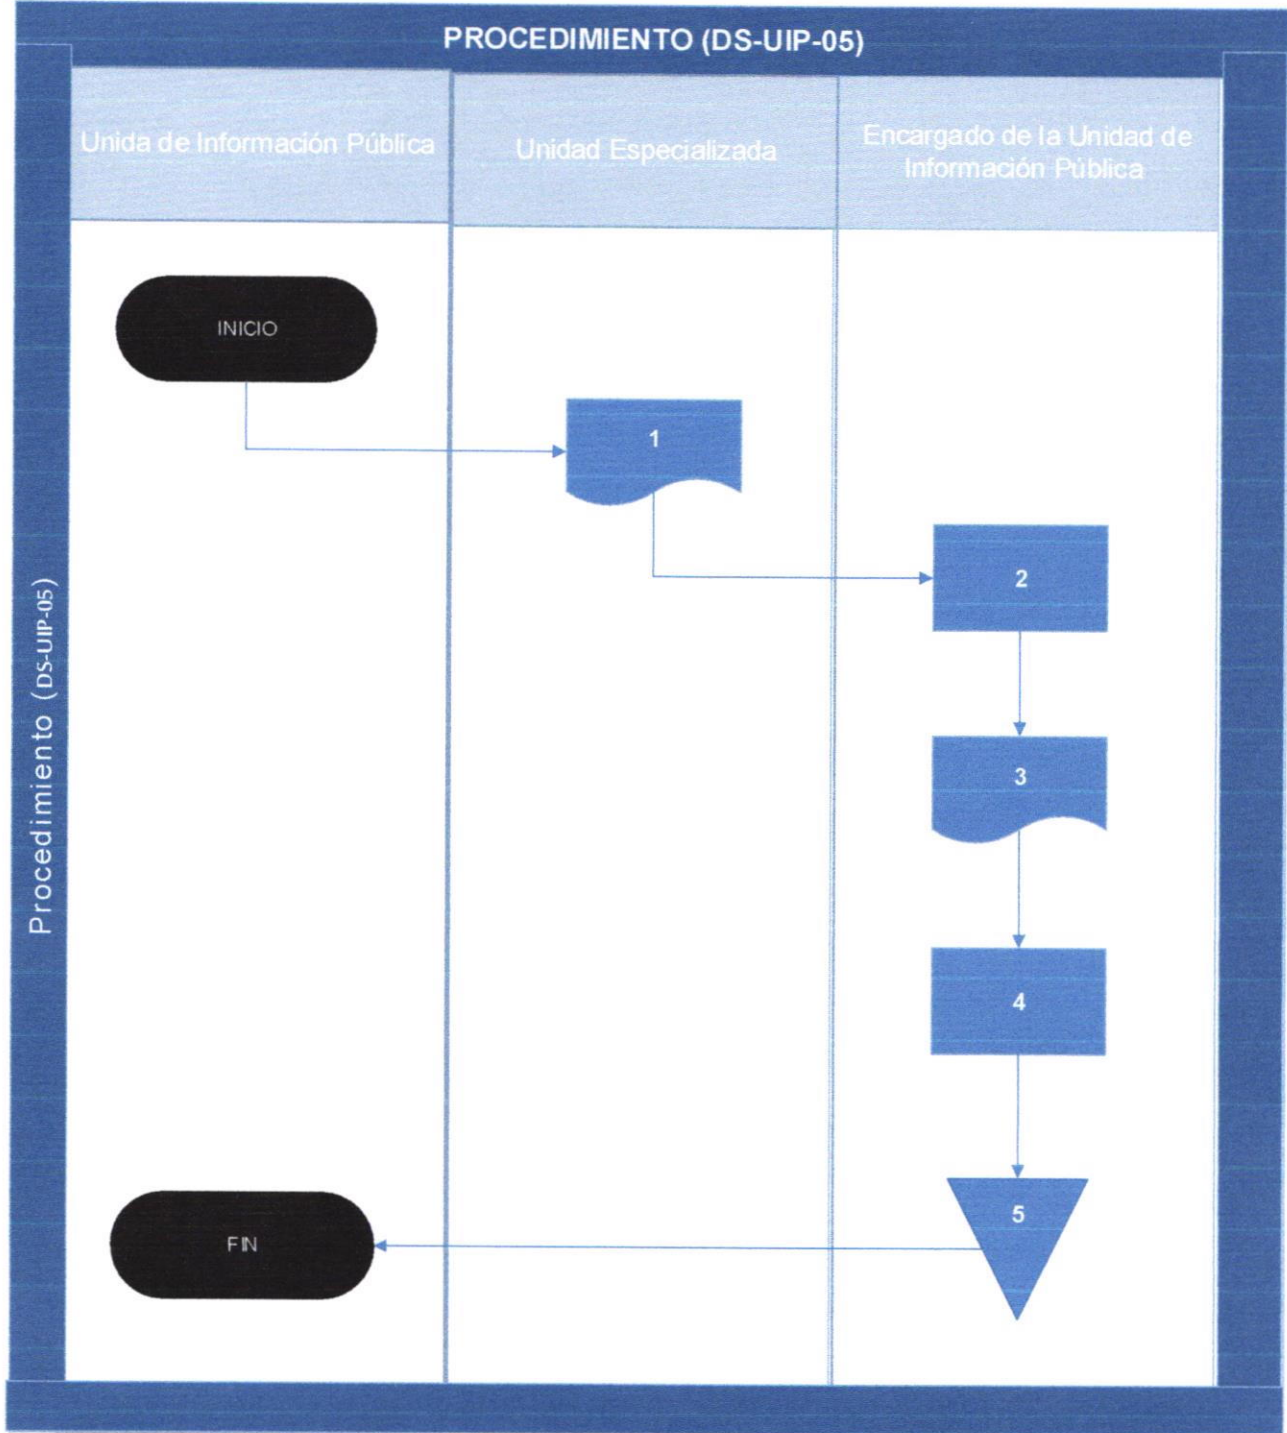 PROCEDIMIENTO (DS-UIP-05)
Unida de Información Pública
Unidad Especializada
Encargado de la Unidad de
Información Pública
INICIO
1
2
3
4
5
FIN
Procedimiento (DS-UIP-05)